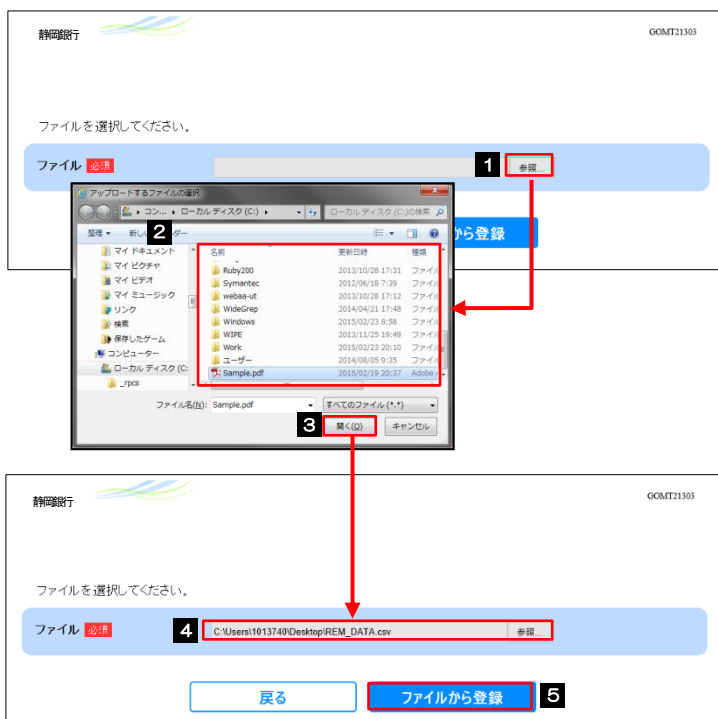 静岡銀行
GOMT21303
ファイルを選択してください。
ファイル 必須
1
参照...
アップロードするファイルの選択
コン... ▸ ローカル ディスク (C:) ▸
ローカル ディスク (C:)の検索
整理
新しい
2
ダー
から登録
マイ ドキュメント
マイ ピクチャ
マイ ビデオ
マイ ミュージック
リンク
検索
保存したゲーム
コンピューター
ローカル ディスク (C:
_rpcs
名前 更新日時 種類
Ruby200 2013/10/28 17:31 ファイル
Symantec 2012/06/18 7:39 ファイル
webaa-ut 2013/10/28 17:12 ファイル
WideGrep 2014/04/21 17:48 ファイル
Windows 2015/02/23 8:58 ファイル
WIPE 2013/11/25 19:49 ファイル
Work 2015/02/23 20:10 ファイル
ユーザー 2014/08/05 9:35 ファイル
Sample.pdf 2015/02/19 20:37 Adobe
ファイル名(N): Sample.pdf
すべてのファイル (*.*)
3
開く(O)
キャンセル
静岡銀行
GOMT21303
ファイルを選択してください。
ファイル 必須
4
C:\Users\1013740\Desktop\REM_DATA.csv
参照...
戻る
ファイルから登録
5